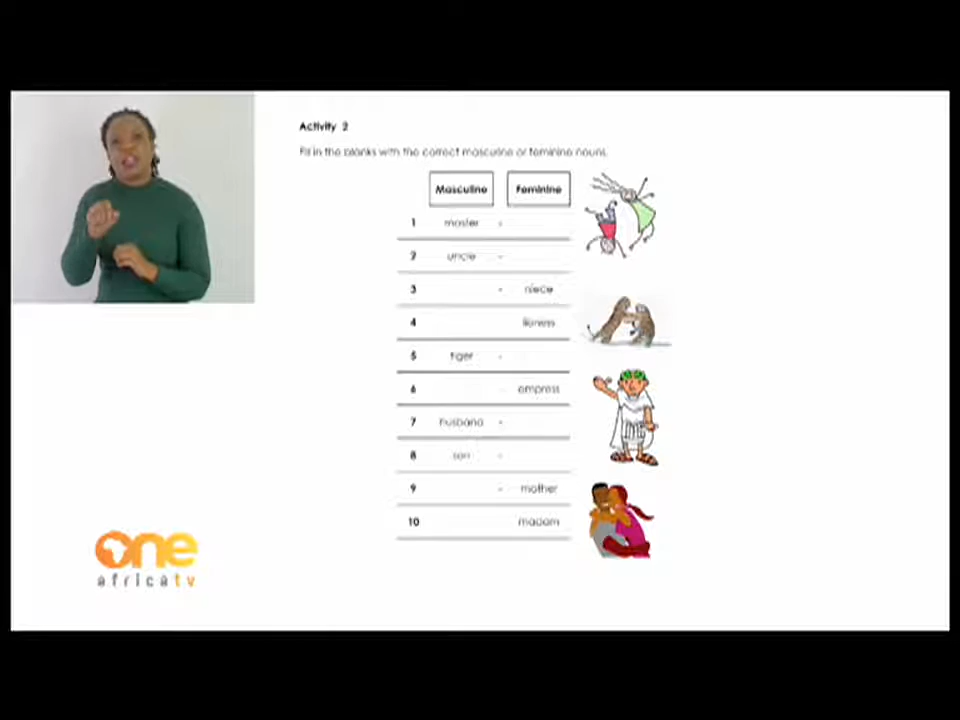 Activity 2
Fill in the blanks with the correct masculine or feminine nouns.
Masculine Feminine
1 master -
2 uncle -
3 - niece
4 lioness
5 tiger -
6 - empress
7 husband -
8 son -
9 - mother
10 madam
one
africa tv